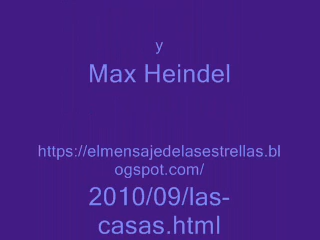 y
Max Heindel
https://elmensajedelasestrellas.bl
ogspot.com/
2010/09/las-
casas.html